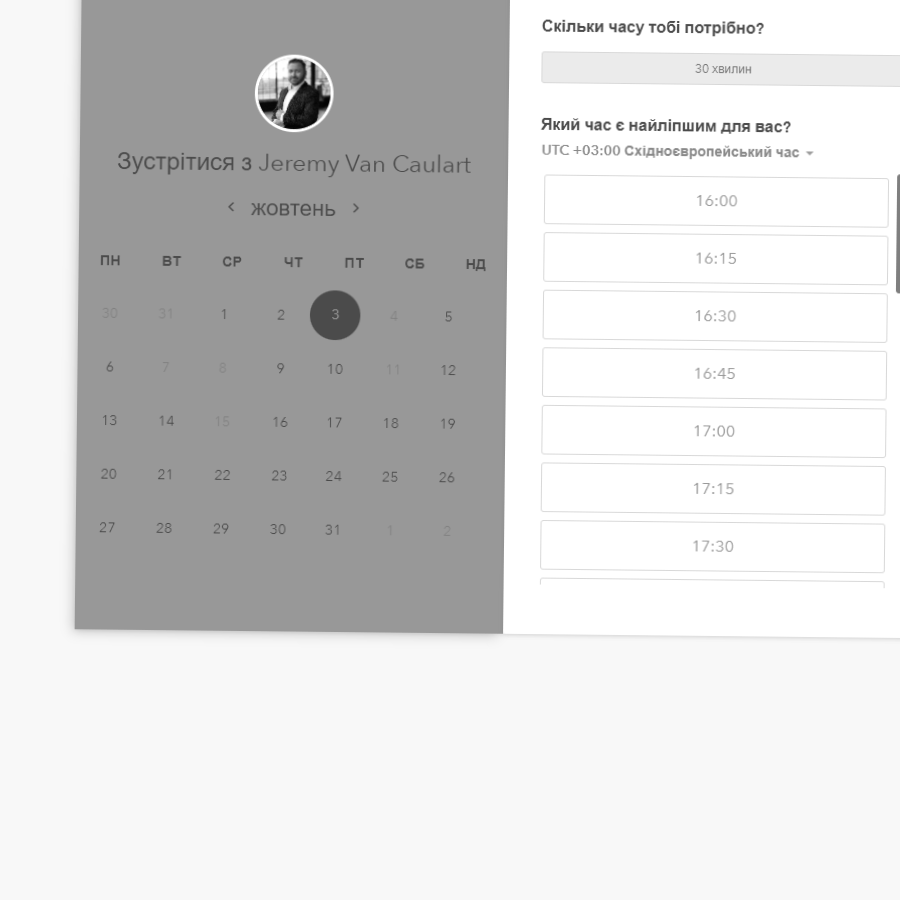 Зустрітися з Jeremy Van Caulart
жовтень
ПН ВТ СР ЧТ ПТ СБ НД
30 31 1 2 3 4 5
6 7 8 9 10 11 12
13 14 15 16 17 18 19
20 21 22 23 24 25 26
27 28 29 30 31 1 2
Скільки часу тобі потрібно?
30 хвилин
Який час є найліпшим для вас?
UTC +03:00 Східноєвропейський час
16:00
16:15
16:30
16:45
17:00
17:15
17:30